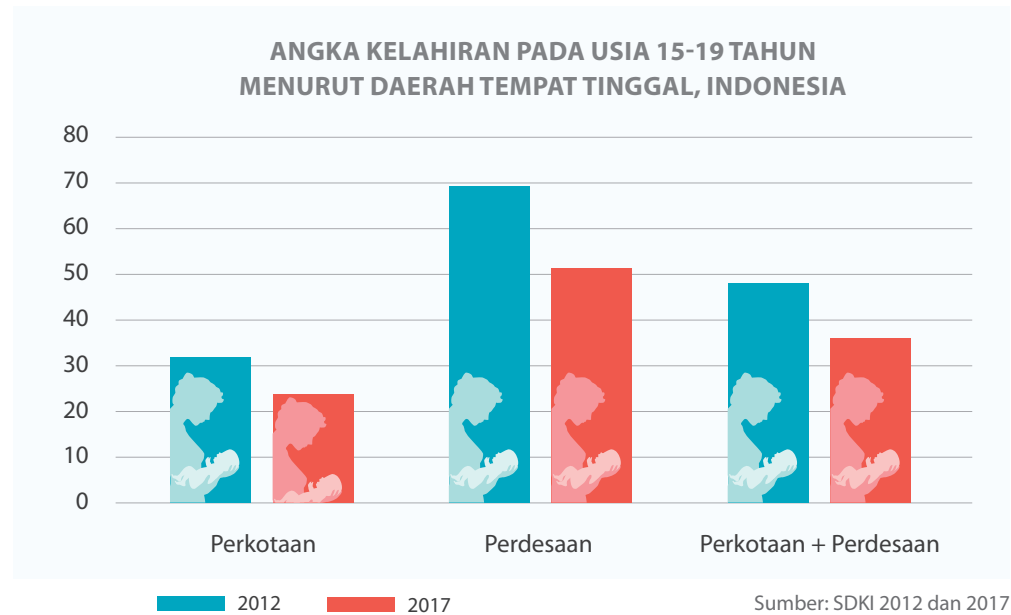 ANGKA KELAHIRAN PADA USIA 15-19 TAHUN
MENURUT DAERAH TEMPAT TINGGAL, INDONESIA
80
70
60
50
40
30
20
10
0
Perkotaan
Perdesaan
Perkotaan + Perdesaan
2012
2017
Sumber: SDKI 2012 dan 2017